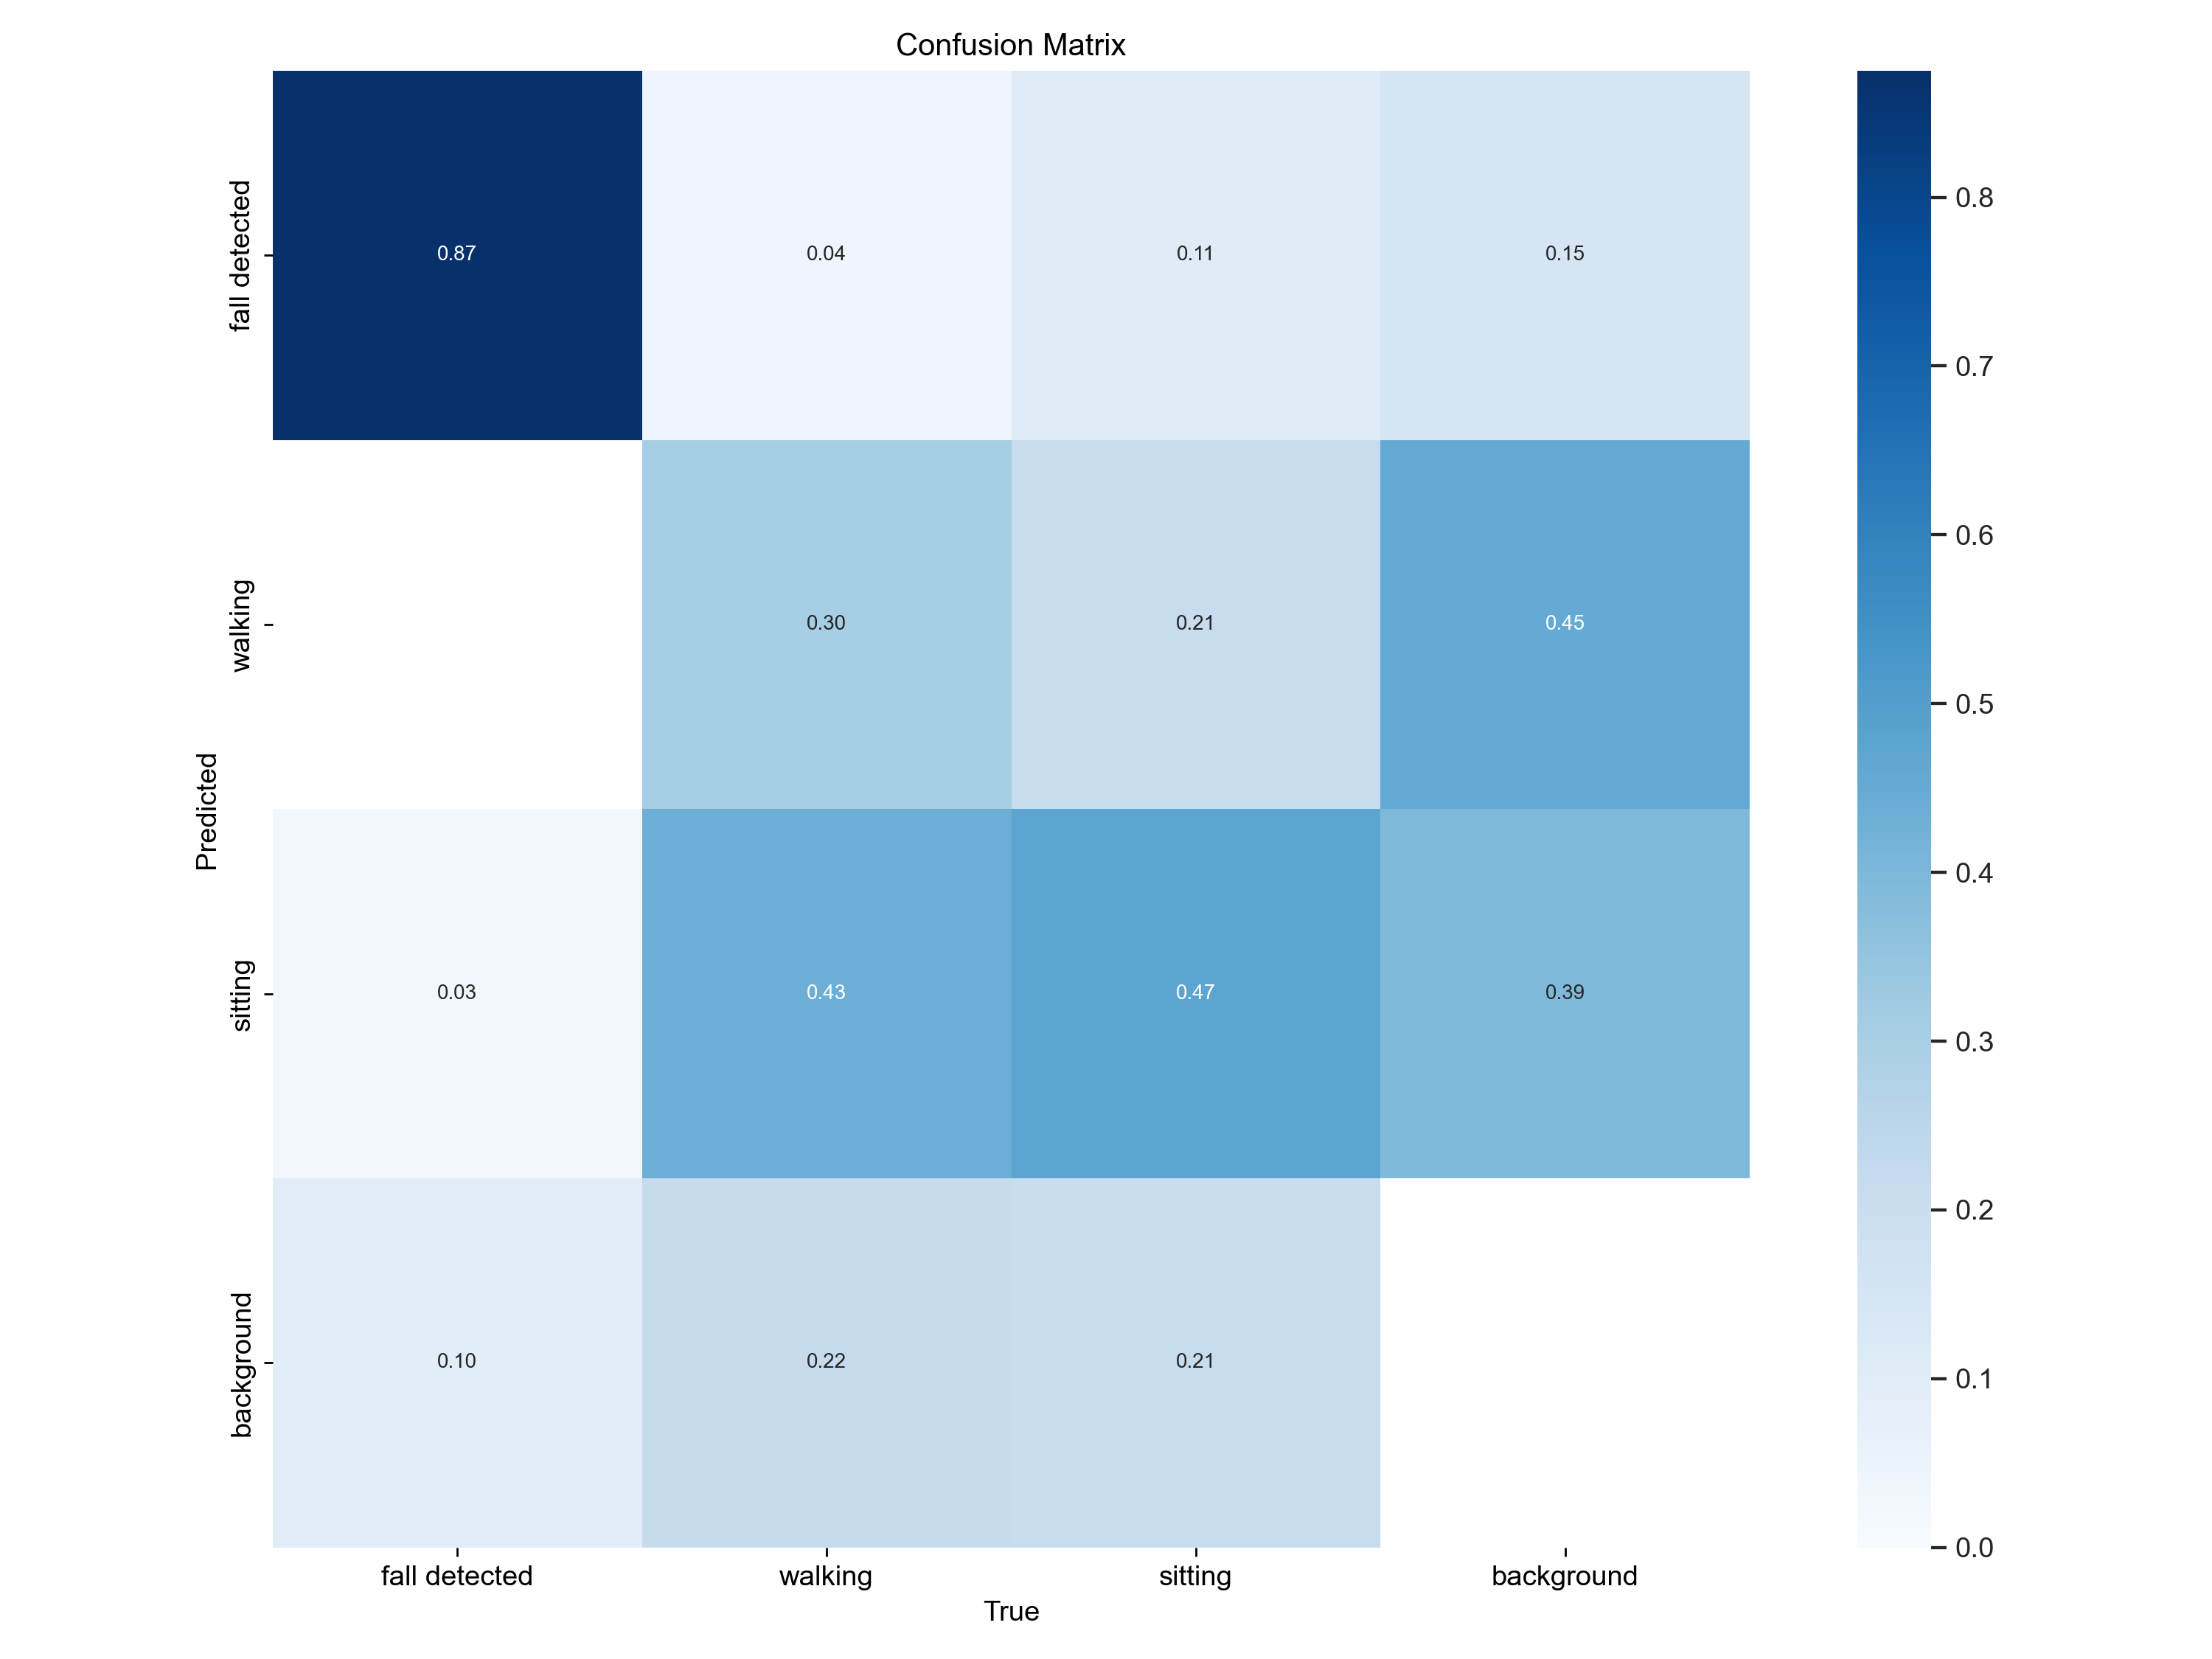 Confusion Matrix
fall detected
0.87
0.04
0.11
0.15
0.8
0.7
0.6
walking
0.30
0.21
0.45
0.5
Predicted
0.4
sitting
0.03
0.43
0.47
0.39
0.3
0.2
background
0.10
0.22
0.21
0.1
0.0
fall detected
walking
sitting
background
True